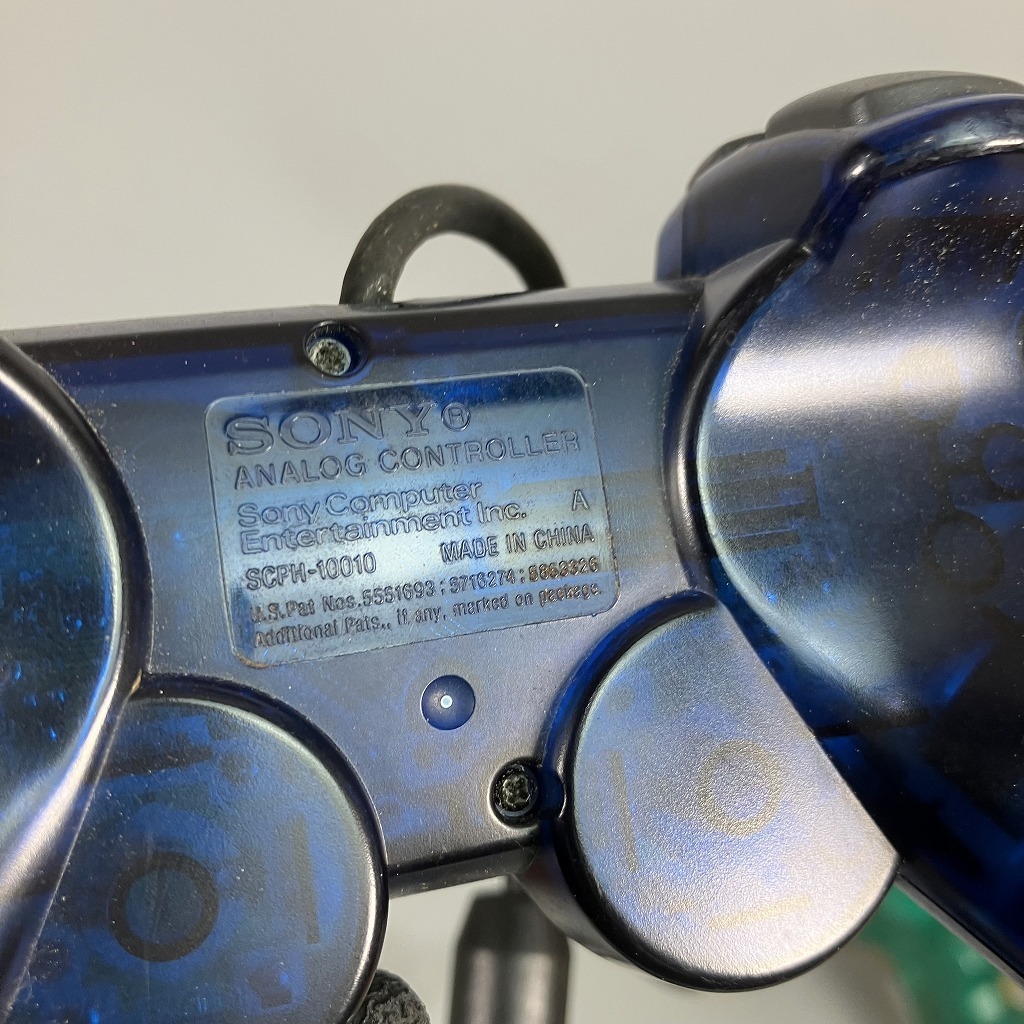 SONY®
ANALOG CONTROLLER
Sony Computer
Entertainment Inc. A
SCPH-10010 MADE IN CHINA
U.S.Pat Nos.5551693; 5716274; 5853326
Additional Pats., if any, marked on package.